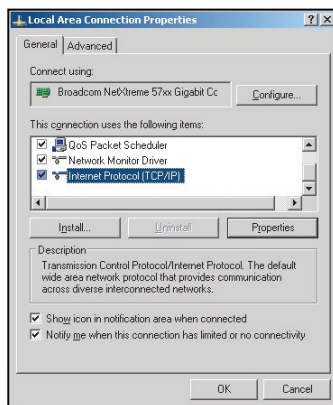 Local Area Connection Properties
General Advanced
Connect using:
Broadcom NetXtreme 57xx Gigabit Cc
Configure...
This connection uses the following items:
QoS Packet Scheduler
Network Monitor Driver
Internet Protocol (TCP/IP)
Install... Uninstall Properties
Description
Transmission Control Protocol/Internet Protocol. The default
wide area network protocol that provides communication
across diverse interconnected networks.
Show icon in notification area when connected
Notify me when this connection has limited or no connectivity
OK Cancel